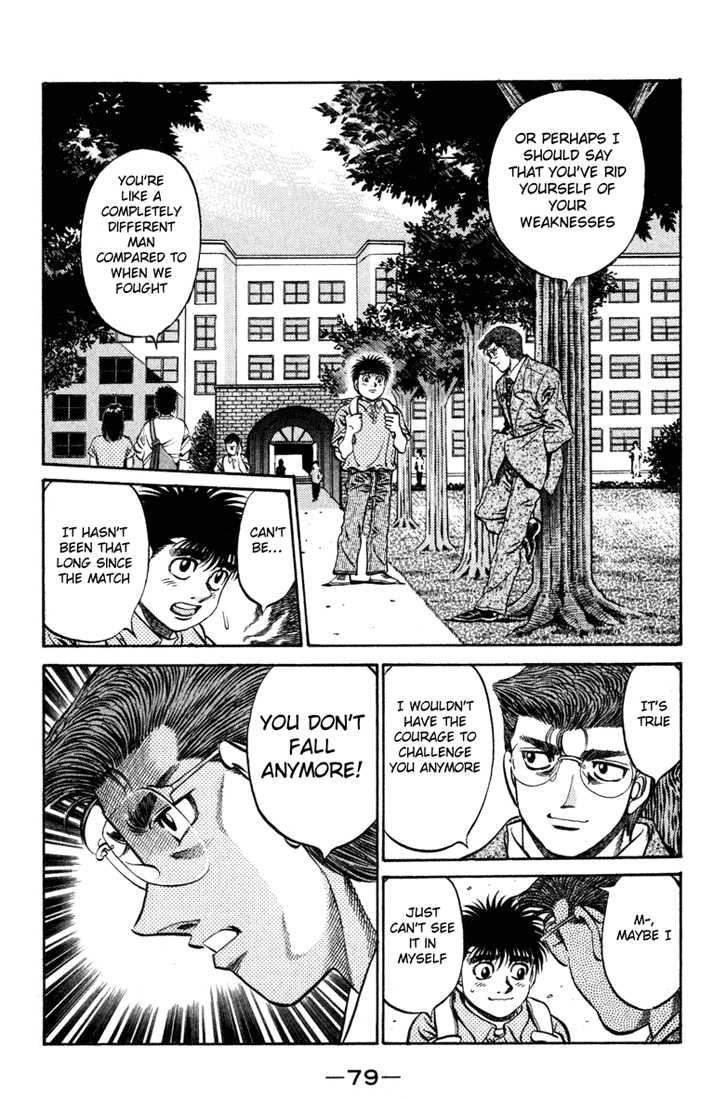 OR PERHAPS I
SHOULD SAY
THAT YOU'VE RID
YOURSELF OF
YOUR
WEAKNESSES
YOU'RE
LIKE A
COMPLETELY
DIFFERENT
MAN
COMPARED TO
WHEN WE
FOUGHT
CAN'T
BE...
IT HASN'T
BEEN THAT
LONG SINCE
THE MATCH
IT'S
TRUE
I WOULDN'T
HAVE THE
COURAGE TO
CHALLENGE
YOU ANYMORE
YOU DON'T
FALL
ANYMORE!
M-,
MAYBE I
JUST
CAN'T SEE
IT IN
MYSELF
—79—